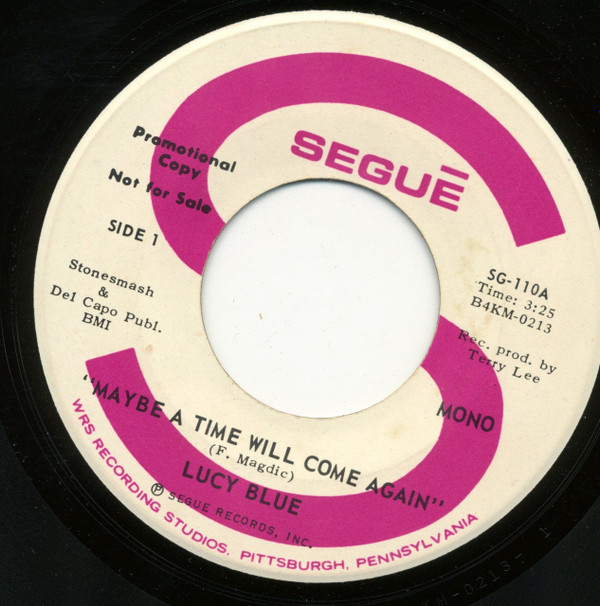 SEGUĒ
Promotional
Copy
Not for Sale
SIDE 1
Stonesmash
&
Del Capo Publ.
BMI
SG-110A
Time: 3:25
B4KM-0213
Rec. prod. by
Terry Lee
MONO
"MAYBE A TIME WILL COME AGAIN"
(F. Magdic)
LUCY BLUE
℗ SEGUE RECORDS, INC.
WRS RECORDING STUDIOS, PITTSBURGH, PENNSYLVANIA